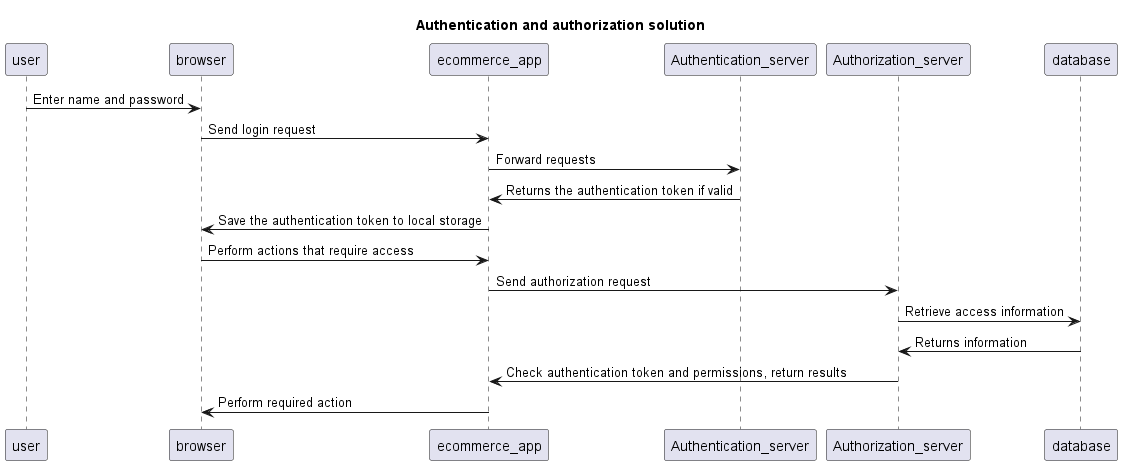 Authentication and authorization solution
user
browser
ecommerce_app
Authentication_server
Authorization_server
database
Enter name and password
Send login request
Forward requests
Returns the authentication token if valid
Save the authentication token to local storage
Perform actions that require access
Send authorization request
Retrieve access information
Returns information
Check authentication token and permissions, return results
Perform required action
user
browser
ecommerce_app
Authentication_server
Authorization_server
database